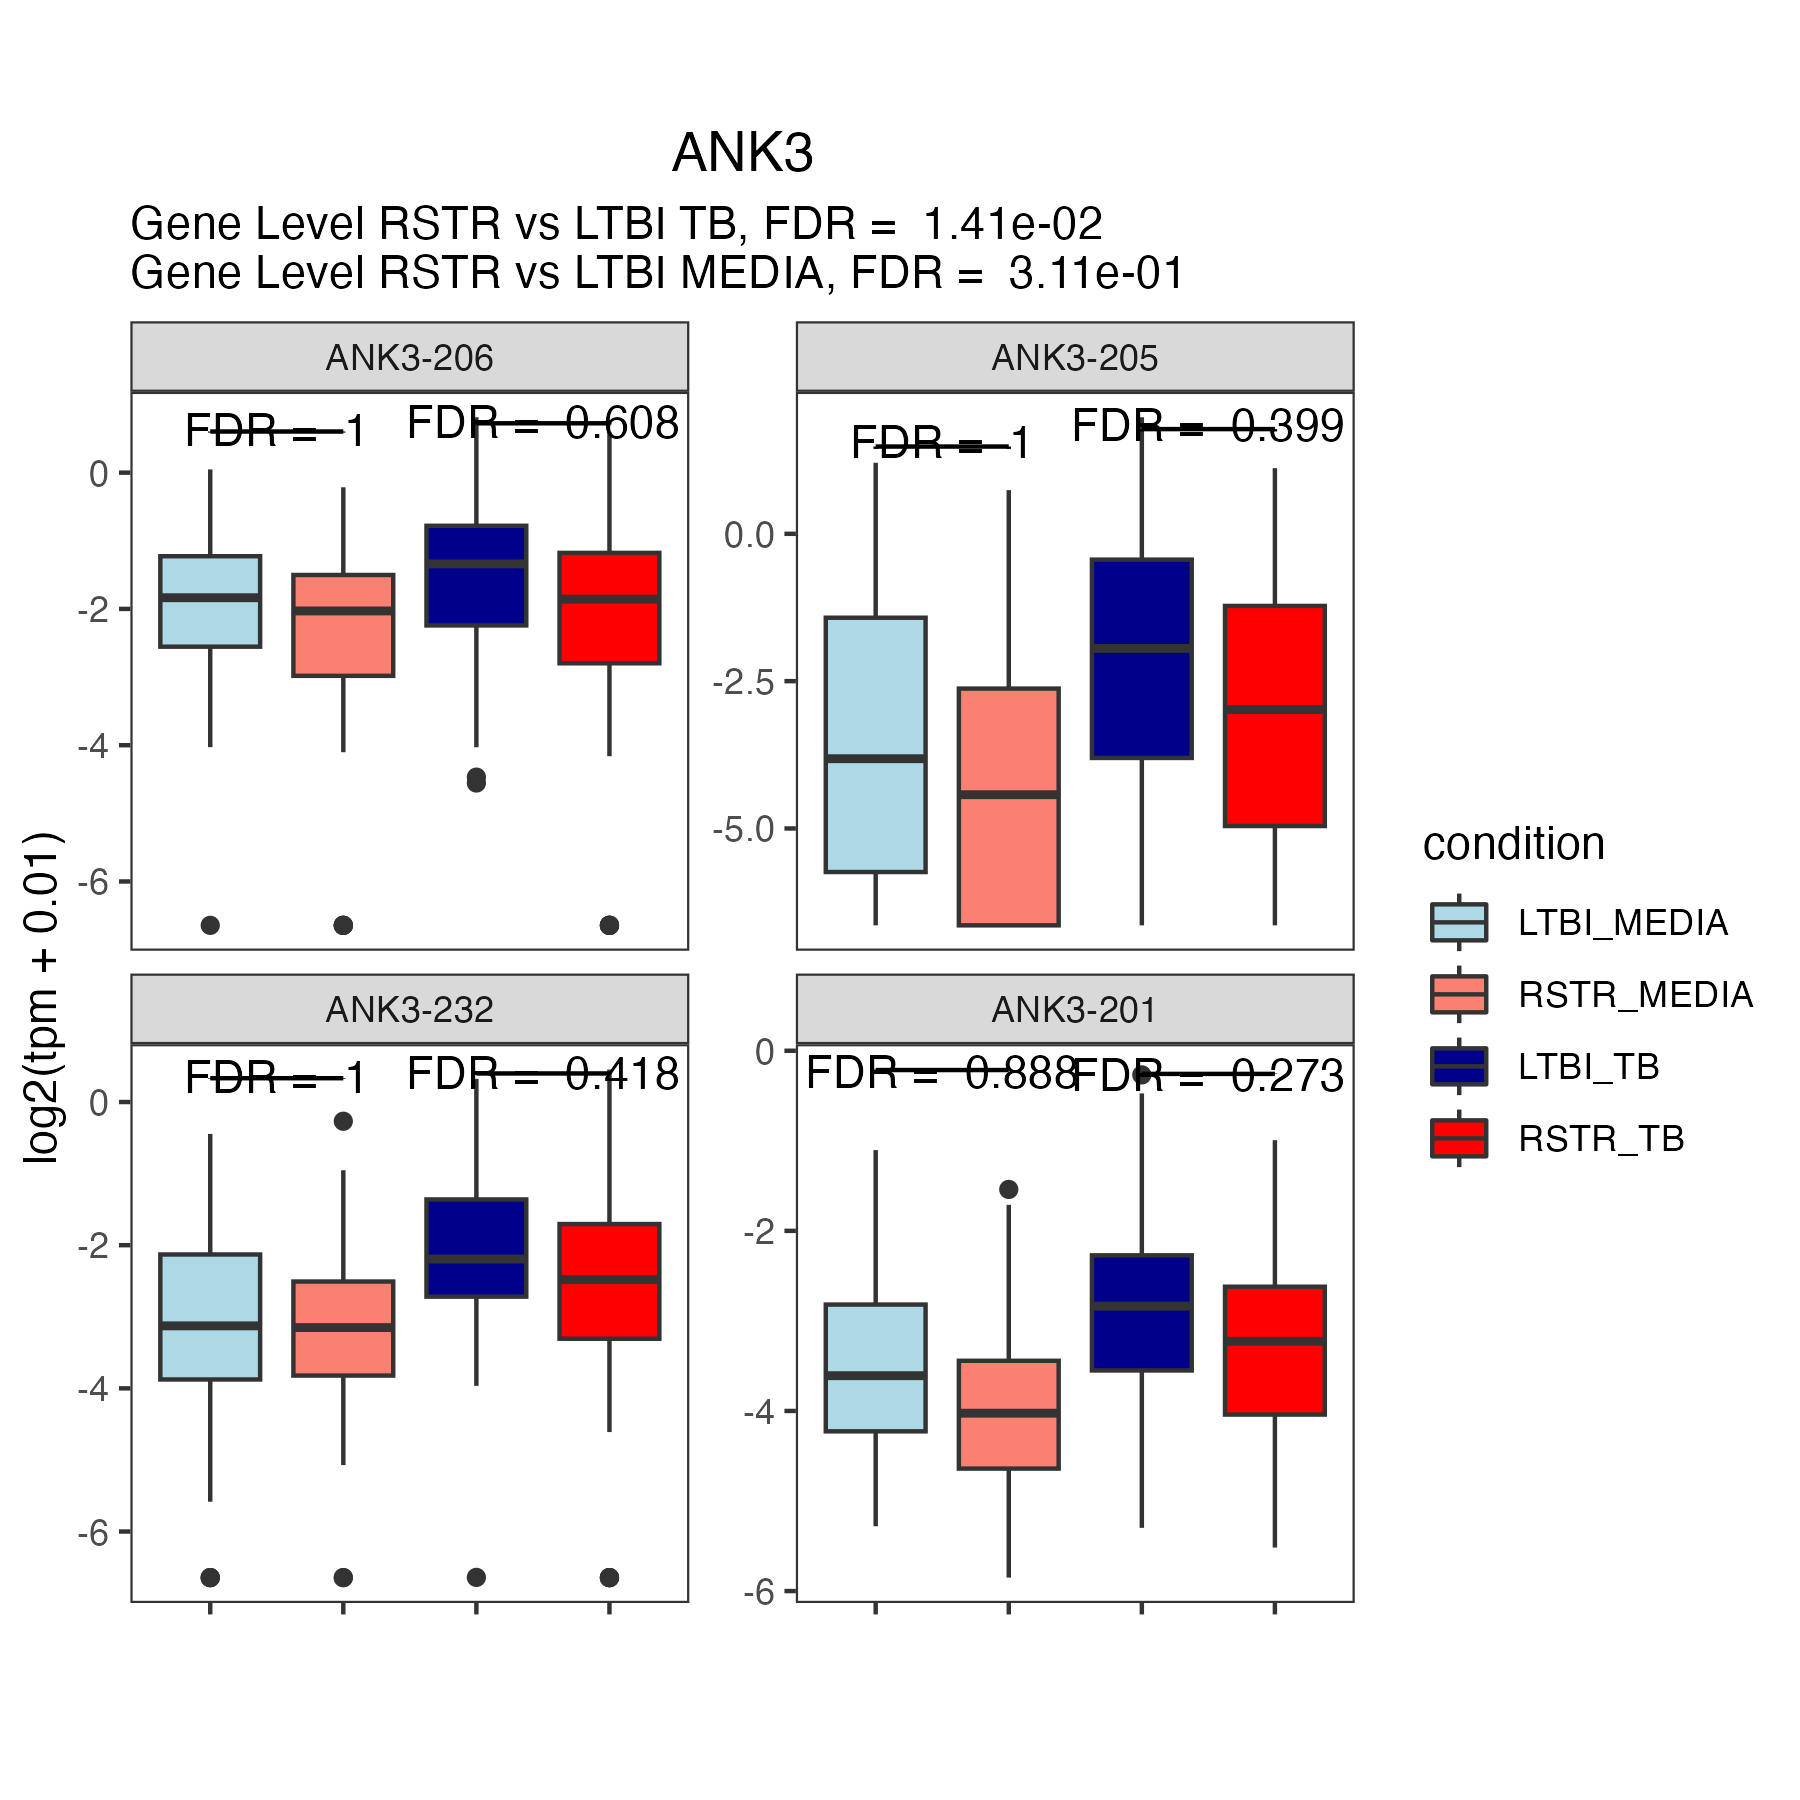 ANK3
Gene Level RSTR vs LTBI TB, FDR =  1.41e-02
Gene Level RSTR vs LTBI MEDIA, FDR =  3.11e-01
ANK3-206
ANK3-205
FDR =  1
FDR =  0.608
FDR =  1
FDR =  0.399
0
-2
-4
-6
0.0
-2.5
-5.0
ANK3-232
ANK3-201
FDR =  1
FDR =  0.418
FDR =  0.888
FDR =  0.273
0
-2
-4
-6
0
-2
-4
-6
log2(tpm + 0.01)
condition
LTBI_MEDIA
RSTR_MEDIA
LTBI_TB
RSTR_TB